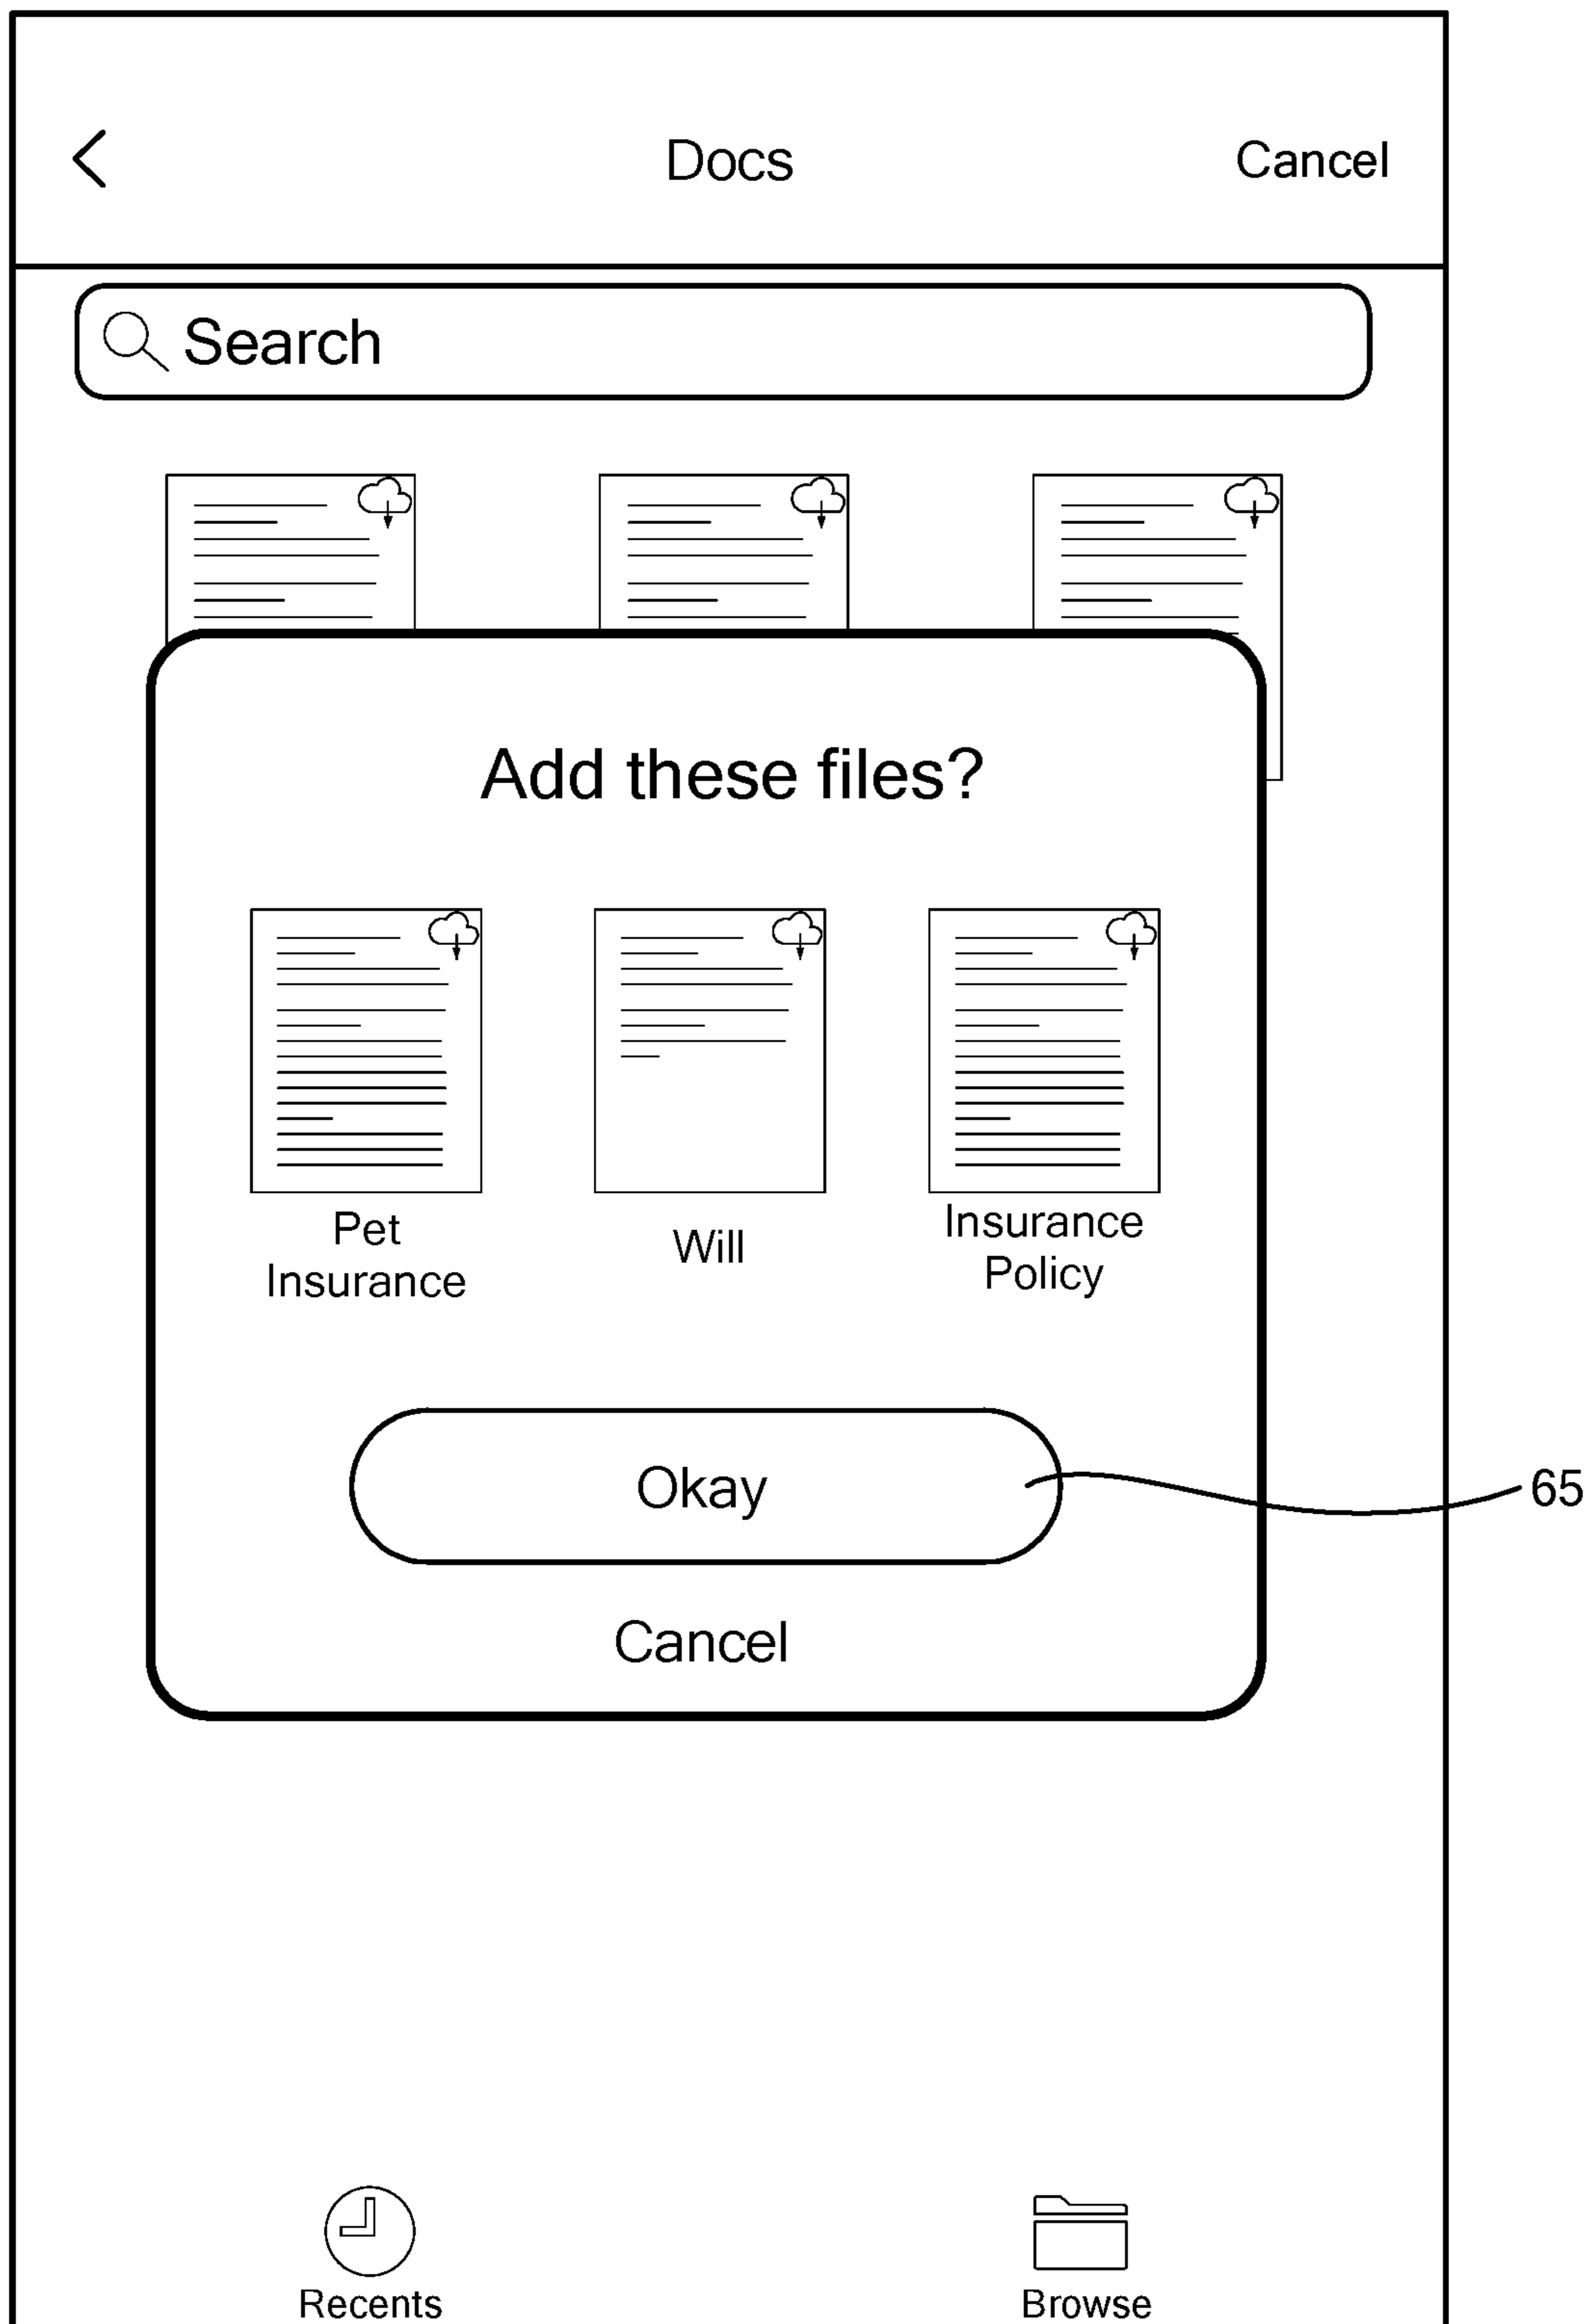 Docs
Cancel
Search
Add these files?
Pet
Insurance
Will
Insurance
Policy
Okay
65
Cancel
Recents
Browse